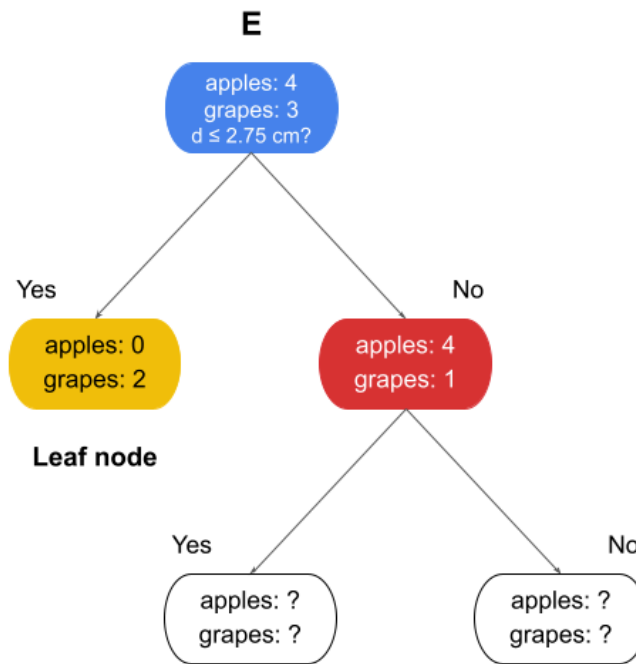 E
apples: 4
grapes: 3
d ≤ 2.75 cm?
Yes
No
apples: 0
grapes: 2
apples: 4
grapes: 1
Leaf node
Yes
No
apples: ?
grapes: ?
apples: ?
grapes: ?